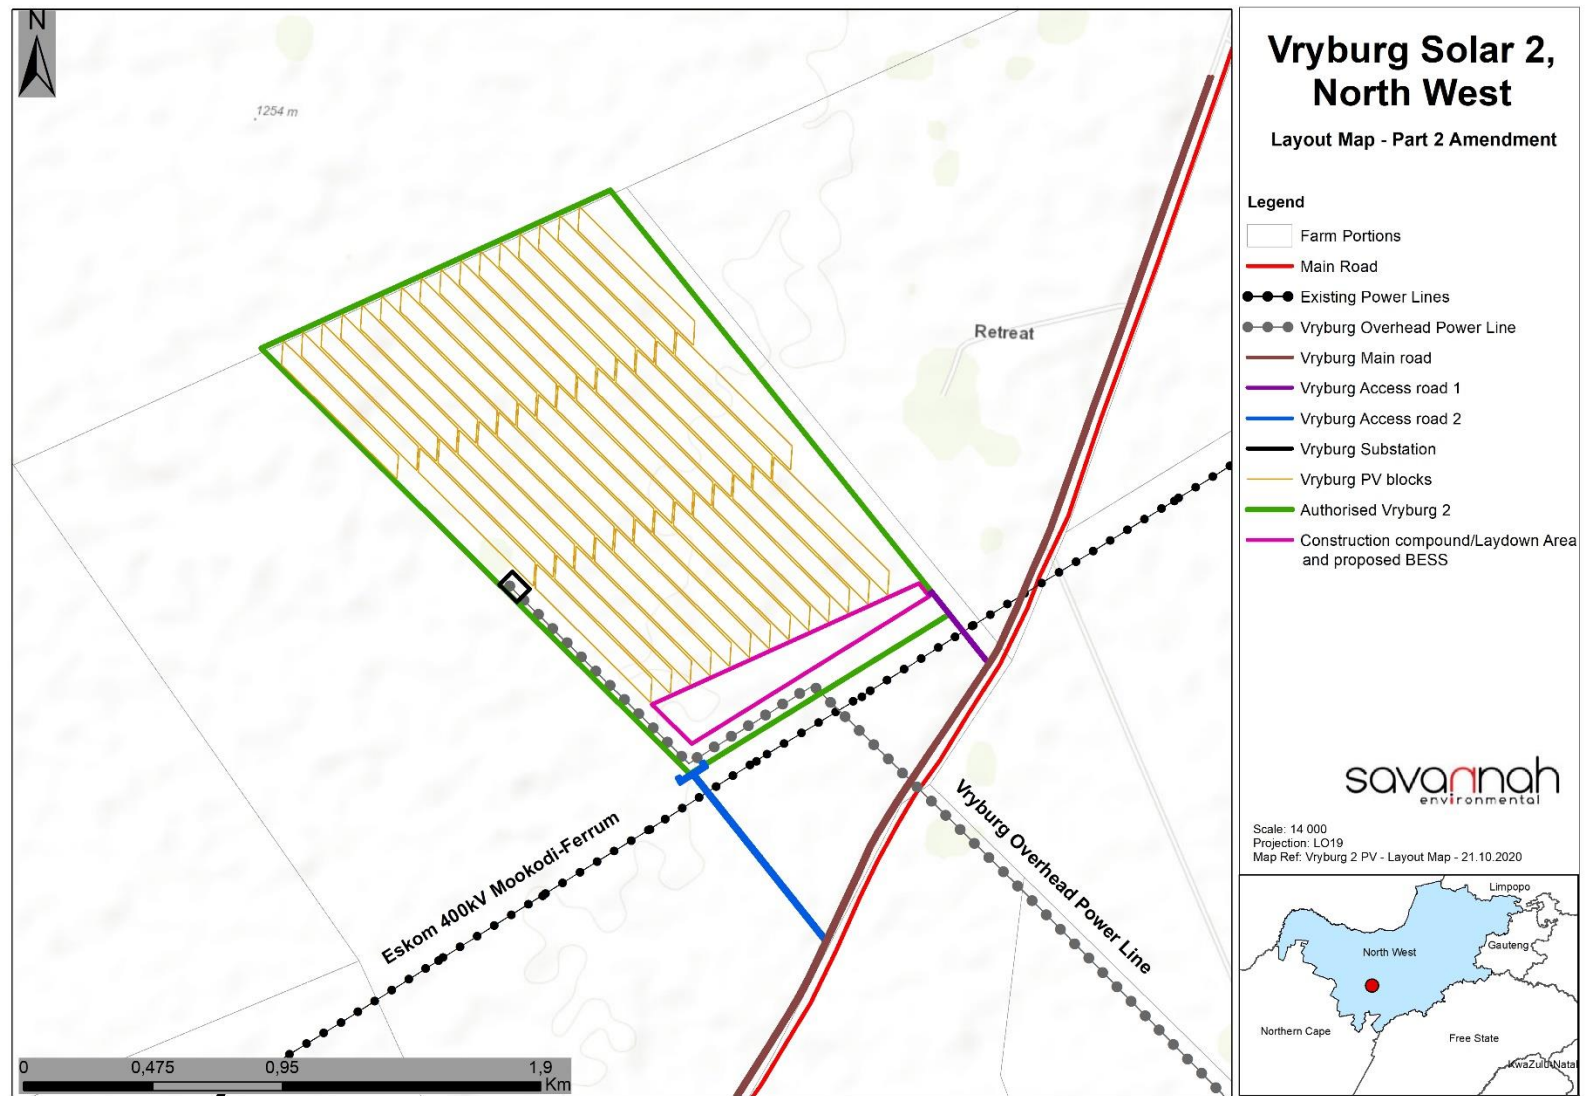 N
1254 m
Retreat
Eskom 400kV Mookodi-Ferrum
Vryburg Overhead Power Line
0 0,475 0,95 1,9
Km
Vryburg Solar 2,
North West
Layout Map - Part 2 Amendment
Legend
Farm Portions
Main Road
Existing Power Lines
Vryburg Overhead Power Line
Vryburg Main road
Vryburg Access road 1
Vryburg Access road 2
Vryburg Substation
Vryburg PV blocks
Authorised Vryburg 2
Construction compound/Laydown Area
and proposed BESS
savannah
environmental
Scale: 14 000
Projection: LO19
Map Ref: Vryburg 2 PV - Layout Map - 21.10.2020
Limpopo
North West
Gauteng
Northern Cape
Free State
KwaZulu-Natal